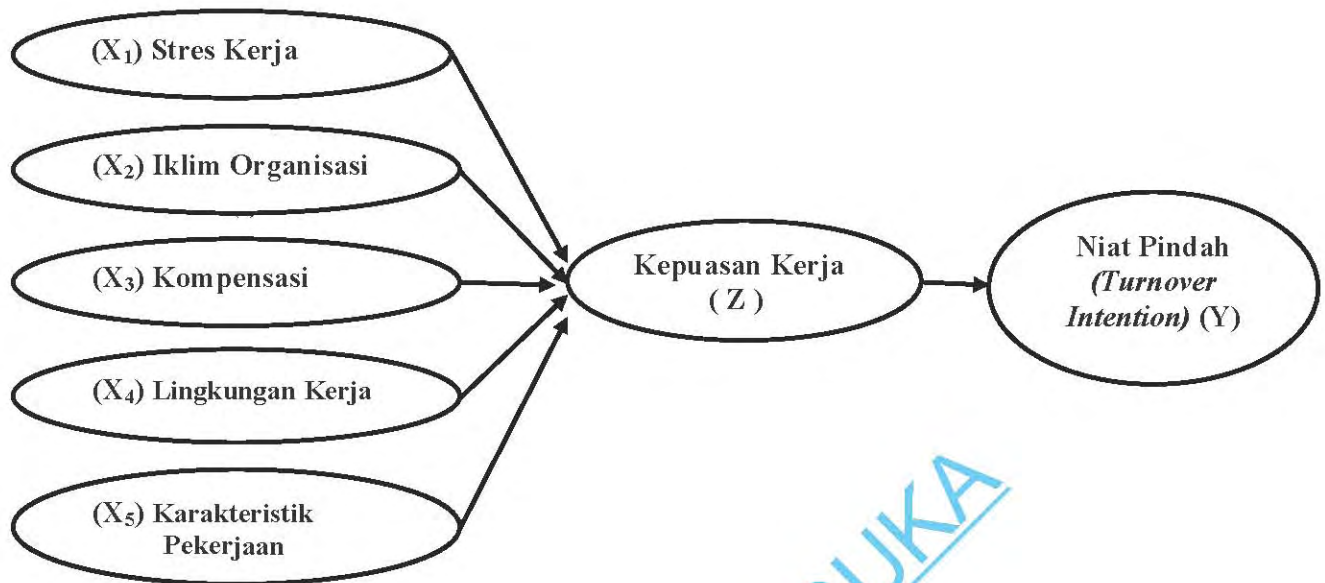 (X₁) Stres Kerja
(X₂) Iklim Organisasi
(X₃) Kompensasi
(X₄) Lingkungan Kerja
(X₅) Karakteristik
Pekerjaan
Kepuasan Kerja
( Z )
Niat Pindah
(Turnover
Intention) (Y)